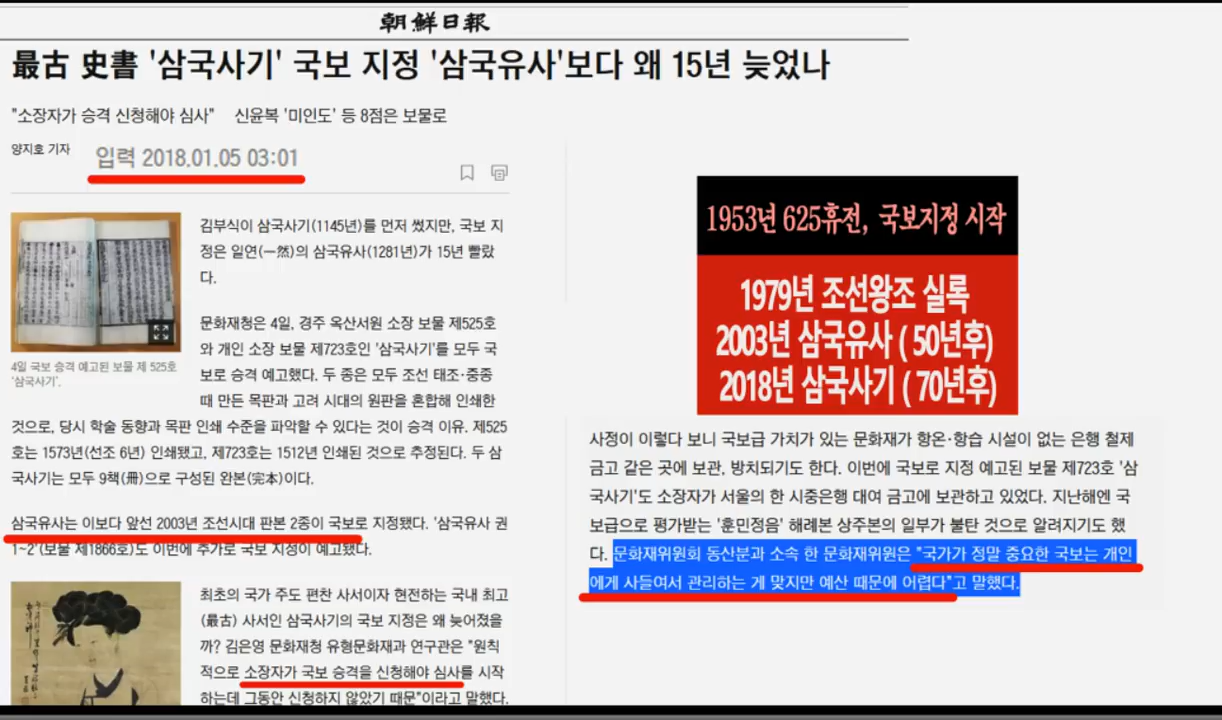 朝鮮日報
最古 史書 '삼국사기' 국보 지정 '삼국유사'보다 왜 15년 늦었나
"소장자가 승격 신청해야 심사" 신윤복 '미인도' 등 8점은 보물로
양지호 기자
입력 2018.01.05 03:01
김부식이 삼국사기(1145년)를 먼저 썼지만, 국보 지
정은 일연(一然)의 삼국유사(1281년)가 15년 빨랐
다.
문화재청은 4일, 경주 옥산서원 소장 보물 제525호
와 개인 소장 보물 제723호인 '삼국사기'를 모두 국
보로 승격 예고했다. 두 종은 모두 조선 태조·중종
때 만든 목판과 고려 시대의 원판을 혼합해 인쇄한
4일 국보 승격 예고된 보물 제 525호
'삼국사기'.
것으로, 당시 학술 동향과 목판 인쇄 수준을 파악할 수 있다는 것이 승격 이유. 제525
호는 1573년(선조 6년) 인쇄됐고, 제723호는 1512년 인쇄된 것으로 추정된다. 두 삼
국사기는 모두 9책(冊)으로 구성된 완본(完本)이다.
삼국유사는 이보다 앞선 2003년 조선시대 판본 2종이 국보로 지정됐다. '삼국유사 권
1~2'(보물 제1866호)도 이번에 추가로 국보 지정이 예고됐다.
최초의 국가 주도 편찬 사서이자 현전하는 국내 최고
(最古) 사서인 삼국사기의 국보 지정은 왜 늦어졌을
까? 김은영 문화재청 유형문화재과 연구관은 "원칙
적으로 소장자가 국보 승격을 신청해야 심사를 시작
하는데 그동안 신청하지 않았기 때문"이라고 말했다.
1953년 625휴전, 국보지정 시작
1979년 조선왕조 실록
2003년 삼국유사 ( 50년후)
2018년 삼국사기 ( 70년후)
사정이 이렇다 보니 국보급 가치가 있는 문화재가 항온·항습 시설이 없는 은행 철제
금고 같은 곳에 보관, 방치되기도 한다. 이번에 국보로 지정 예고된 보물 제723호 '삼
국사기'도 소장자가 서울의 한 시중은행 대여 금고에 보관하고 있었다. 지난해엔 국
보급으로 평가받는 '훈민정음' 해례본 상주본의 일부가 불탄 것으로 알려지기도 했
다. 문화재위원회 동산분과 소속 한 문화재위원은 "국가가 정말 중요한 국보는 개인
에게 사들여서 관리하는 게 맞지만 예산 때문에 어렵다"고 말했다.